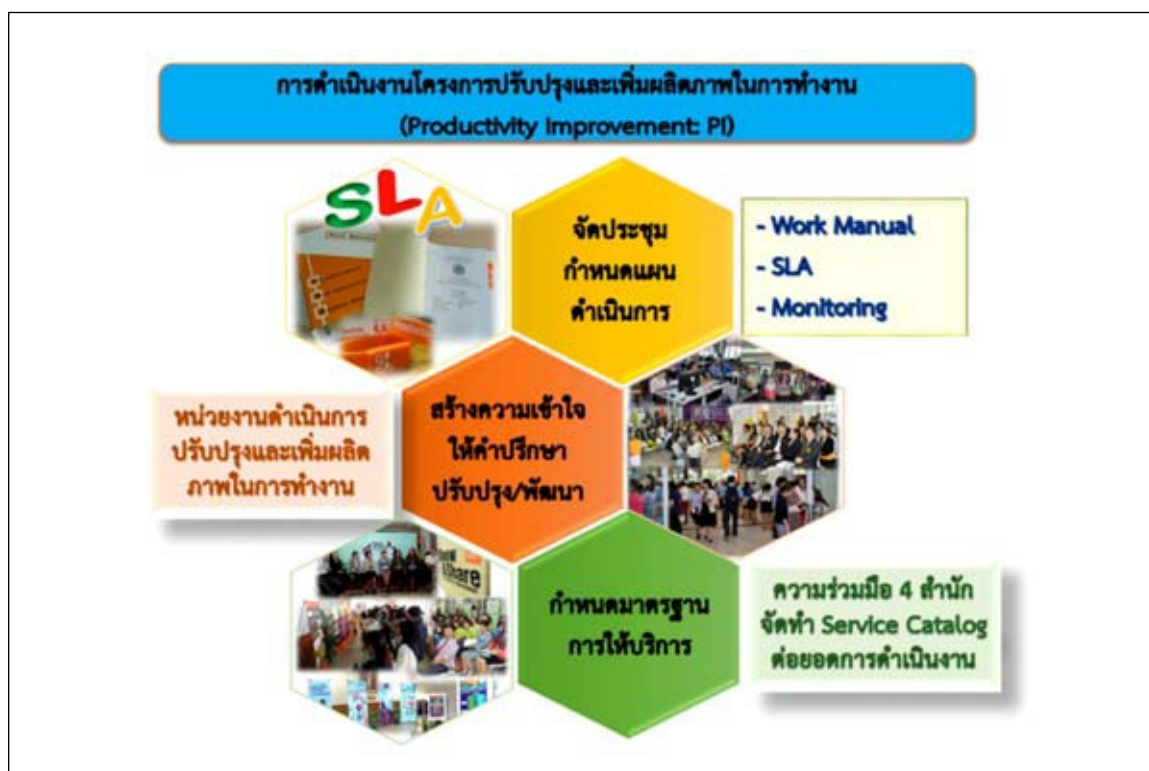 การดำเนินงานโครงการปรับปรุงและเพิ่มผลิตภาพในการทำงาน
(Productivity Improvement: PI)
SLA
จัดประชุม
กำหนดแผน
ดำเนินการ
- Work Manual
- SLA
- Monitoring
หน่วยงานดำเนินการ
ปรับปรุงและเพิ่มผลิต
ภาพในการทำงาน
สร้างความเข้าใจ
ให้คำปรึกษา
ปรับปรุง/พัฒนา
กำหนดมาตรฐาน
การให้บริการ
ความร่วมมือ 4 สำนัก
จัดทำ Service Catalog
ต่อยอดการดำเนินงาน